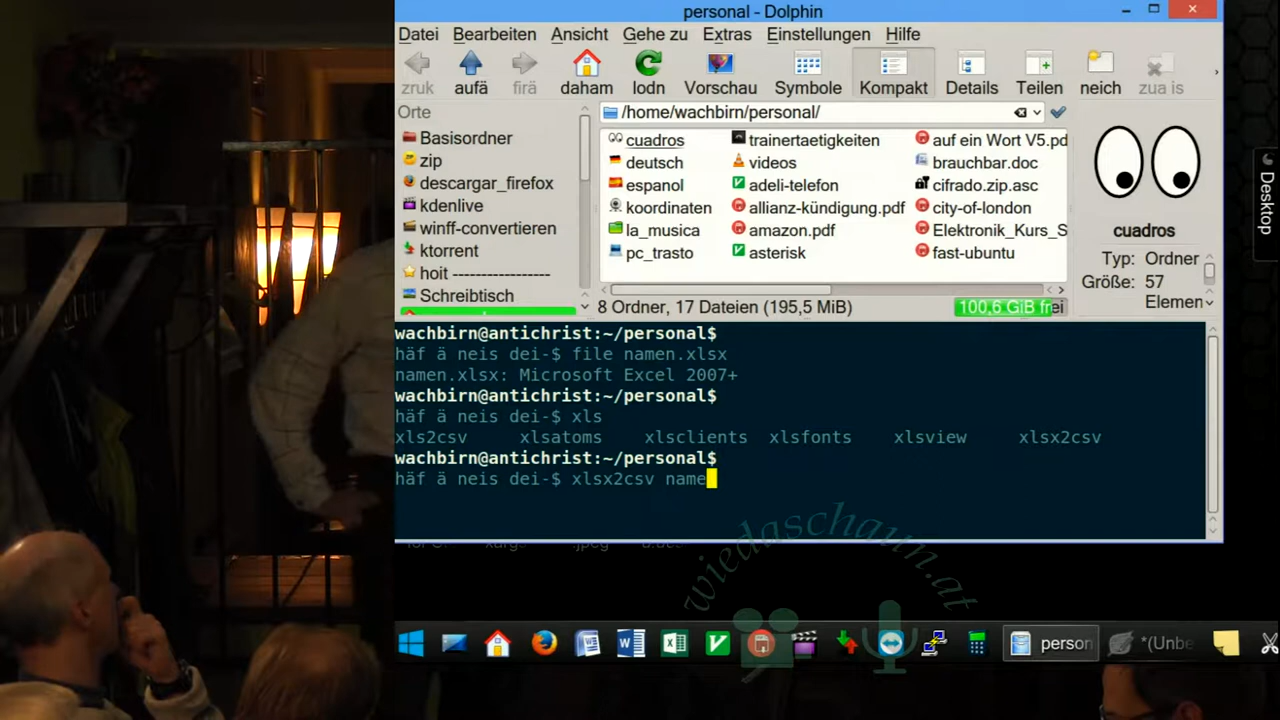 personal - Dolphin
Datei Bearbeiten Ansicht Gehe zu Extras Einstellungen Hilfe
zruk aufä firä daham lodn Vorschau Symbole Kompakt Details Teilen neich zua is
Orte
Basisordner
zip
descargar_firefox
kdenlive
winff-convertieren
ktorrent
hoit -----------------
Schreibtisch
/home/wachbirn/personal/
cuadros trainertaetigkeiten auf ein Wort V5.pd
deutsch videos brauchbar.doc
espanol adeli-telefon cifrado.zip.asc
koordinaten allianz-kündigung.pdf city-of-london
la_musica amazon.pdf Elektronik_Kurs_S
pc_trasto asterisk fast-ubuntu
8 Ordner, 17 Dateien (195,5 MiB) 100,6 GiB frei
cuadros
Typ: Ordner
Größe: 57
Elemen
Desktop
wachbirn@antichrist:~/personal$
häf ä neis dei-$ file namen.xlsx
namen.xlsx: Microsoft Excel 2007+
wachbirn@antichrist:~/personal$
häf ä neis dei-$ xls
xls2csv xlsatoms xlsclients xlsfonts xlsview xlsx2csv
wachbirn@antichrist:~/personal$
häf ä neis dei-$ xlsx2csv name
wiedaschaun.at
person
*(Unbe